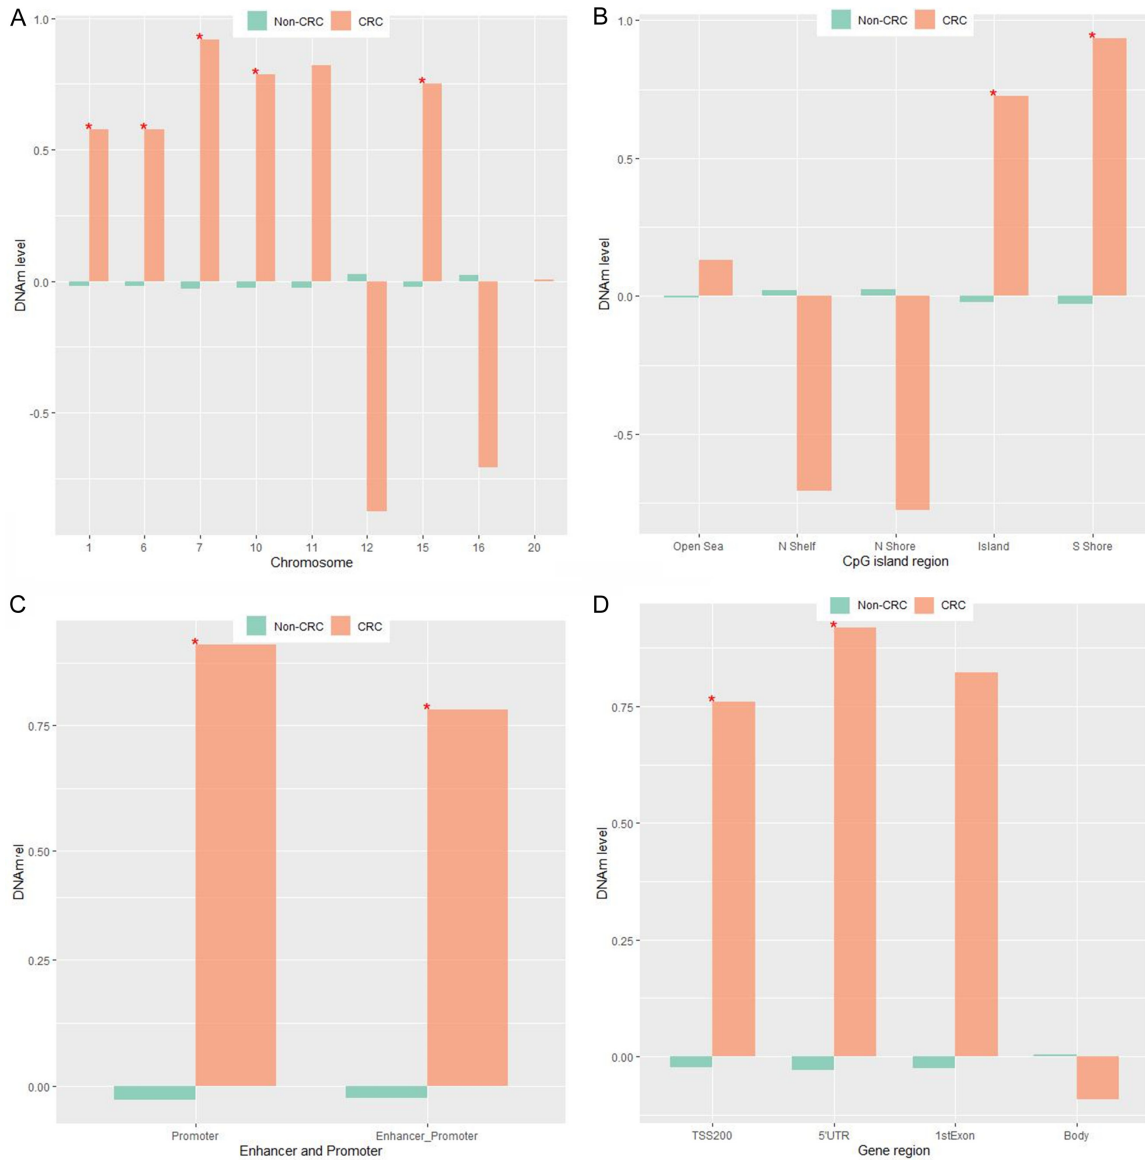 A
Non-CRC CRC
1.0
0.5
0.0
-0.5
DNAm level
* * * * *
1 6 7 10 11 12 15 16 20
Chromosome
B
Non-CRC CRC
1.0
0.5
0.0
-0.5
DNAm level
* *
Open Sea N Shelf N Shore Island S Shore
CpG island region
C
Non-CRC CRC
0.75
0.50
0.25
0.00
DNAm
* *
Promoter Enhancer_Promoter
Enhancer and Promoter
D
Non-CRC CRC
0.75
0.50
0.25
0.00
DNAm level
* *
TSS200 5'UTR 1stExon Body
Gene region